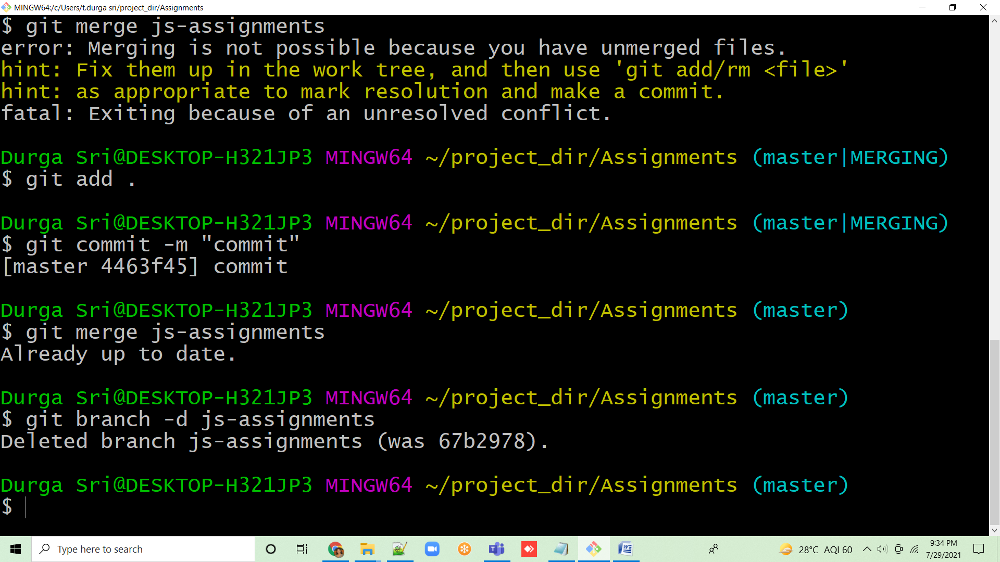 MINGW64:/c/Users/t.durga sri/project_dir/Assignments
$ git merge js-assignments
error: Merging is not possible because you have unmerged files.
hint: Fix them up in the work tree, and then use 'git add/rm <file>'
hint: as appropriate to mark resolution and make a commit.
fatal: Exiting because of an unresolved conflict.
Durga Sri@DESKTOP-H321JP3 MINGW64 ~/project_dir/Assignments (master|MERGING)
$ git add .
Durga Sri@DESKTOP-H321JP3 MINGW64 ~/project_dir/Assignments (master|MERGING)
$ git commit -m "commit"
[master 4463f45] commit
Durga Sri@DESKTOP-H321JP3 MINGW64 ~/project_dir/Assignments (master)
$ git merge js-assignments
Already up to date.
Durga Sri@DESKTOP-H321JP3 MINGW64 ~/project_dir/Assignments (master)
$ git branch -d js-assignments
Deleted branch js-assignments (was 67b2978).
Durga Sri@DESKTOP-H321JP3 MINGW64 ~/project_dir/Assignments (master)
$
Type here to search
28°C AQI 60
9:34 PM
7/29/2021